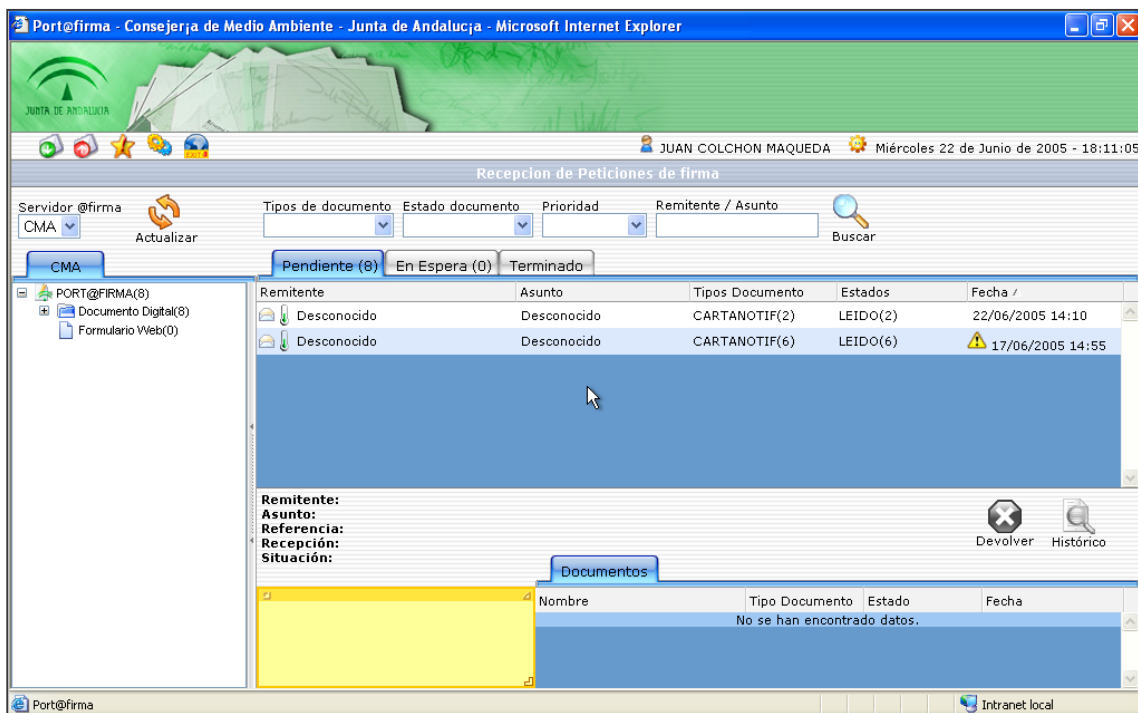 Port@firma - Consejer¡a de Medio Ambiente - Junta de Andaluc¡a - Microsoft Internet Explorer
JUNTA DE ANDALUCIA
EXIT
JUAN COLCHON MAQUEDA Miércoles 22 de Junio de 2005 - 18:11:05
Recepcion de Peticiones de firma
Servidor @firma Tipos de documento Estado documento Prioridad Remitente / Asunto
CMA Actualizar Buscar
CMA Pendiente (8) En Espera (0) Terminado
PORT@FIRMA(8) Remitente Asunto Tipos Documento Estados Fecha
Documento Digital(8) Desconocido Desconocido CARTANOTIF(2) LEIDO(2) 22/06/2005 14:10
Formulario Web(0) Desconocido Desconocido CARTANOTIF(6) LEIDO(6) 17/06/2005 14:55
Remitente:
Asunto:
Referencia:
Recepción:
Situación:
Devolver Histórico
Documentos
Nombre Tipo Documento Estado Fecha
No se han encontrado datos.
Port@firma Intranet local